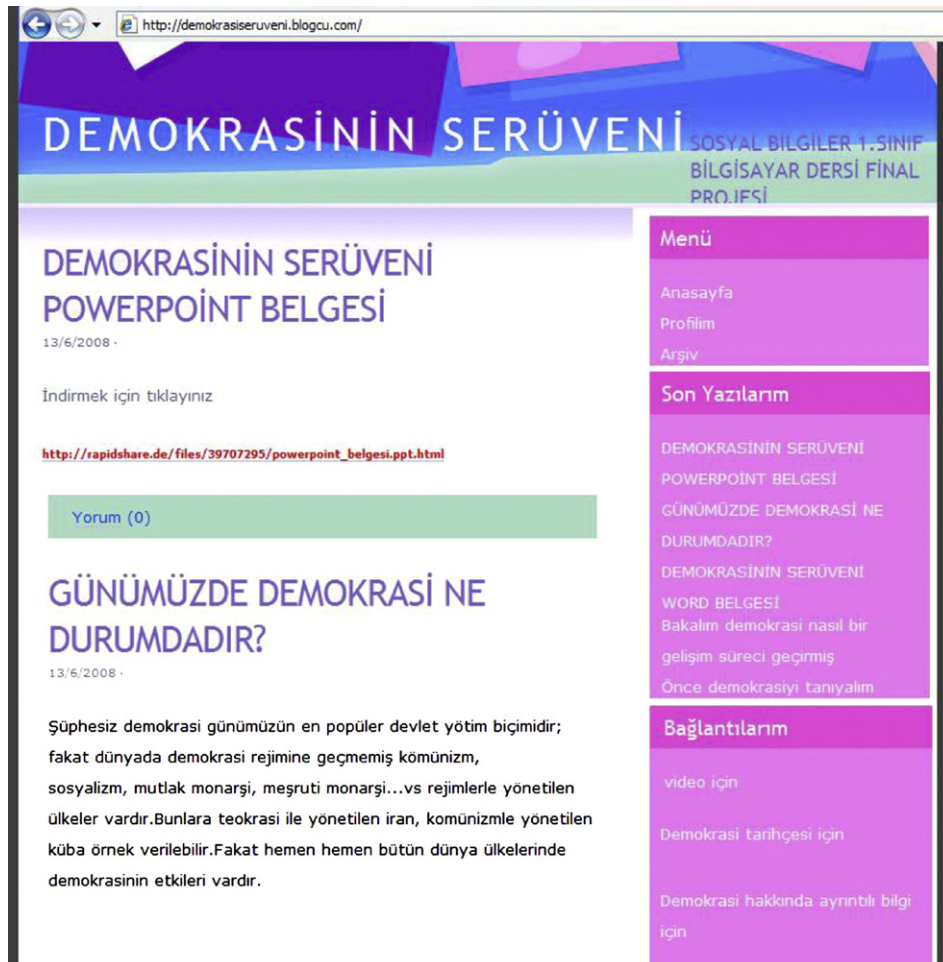 http://demokrasiseruveni.blogcu.com/
DEMOKRASİNİN SERÜVENİ
SOSYAL BİLGİLER 1.SINIF
BİLGİSAYAR DERSİ FİNAL
PROJESİ
DEMOKRASİNİN SERÜVENİ
POWERPOİNT BELGESİ
13/6/2008 ·
İndirmek için tıklayınız
http://rapidshare.de/files/39707295/powerpoint_belgesi.ppt.html
Yorum (0)
GÜNÜMÜZDE DEMOKRASİ NE
DURUMDADIR?
13/6/2008 ·
Şüphesiz demokrasi günümüzün en popüler devlet yötim biçimidir;
fakat dünyada demokrasi rejimine geçmemiş kömünizm,
sosyalizm, mutlak monarşi, meşruti monarşi...vs rejimlerle yönetilen
ülkeler vardır.Bunlara teokrasi ile yönetilen iran, komünizmle yönetilen
küba örnek verilebilir.Fakat hemen hemen bütün dünya ülkelerinde
demokrasinin etkileri vardır.
Menü
Anasayfa
Profilim
Arşiv
Son Yazılarım
DEMOKRASİNİN SERÜVENİ
POWERPOİNT BELGESİ
GÜNÜMÜZDE DEMOKRASİ NE
DURUMDADIR?
DEMOKRASİNİN SERÜVENİ
WORD BELGESİ
Bakalım demokrasi nasıl bir
gelişim süreci geçirmiş
Önce demokrasiyi tanıyalım
Bağlantılarım
video için
Demokrasi tarihçesi için
Demokrasi hakkında ayrıntılı bilgi
için